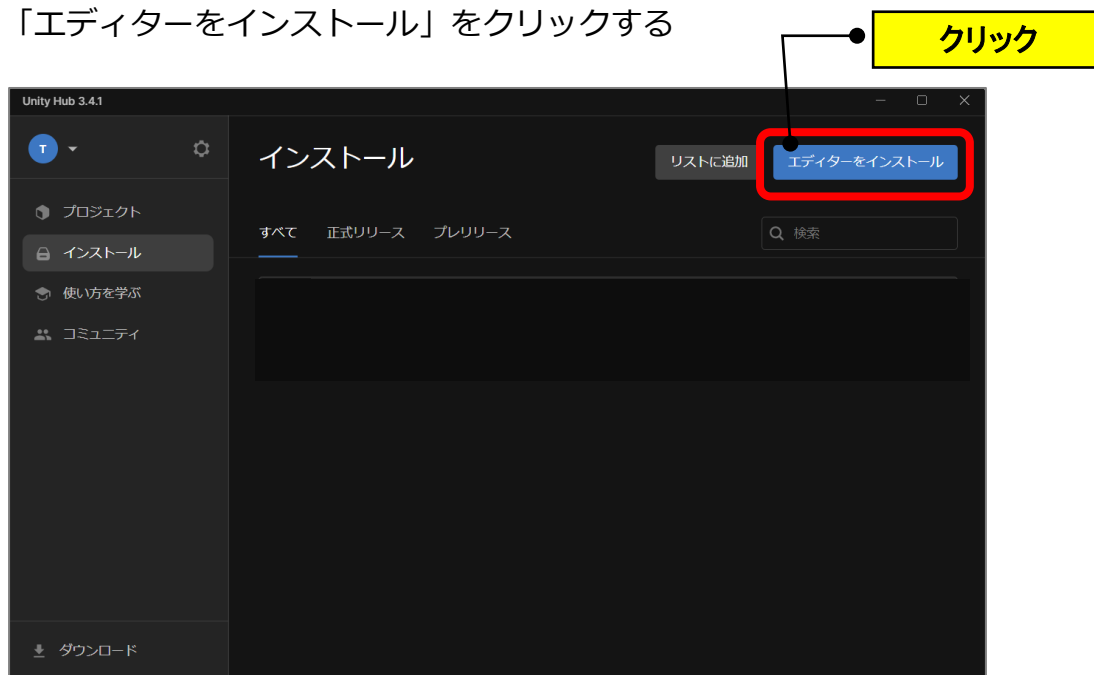 「エディターをインストール」をクリックする
クリック
Unity Hub 3.4.1
T
インストール
リストに追加
エディターをインストール
プロジェクト
インストール
使い方を学ぶ
コミュニティ
すべて 正式リリース プレリリース
検索
ダウンロード